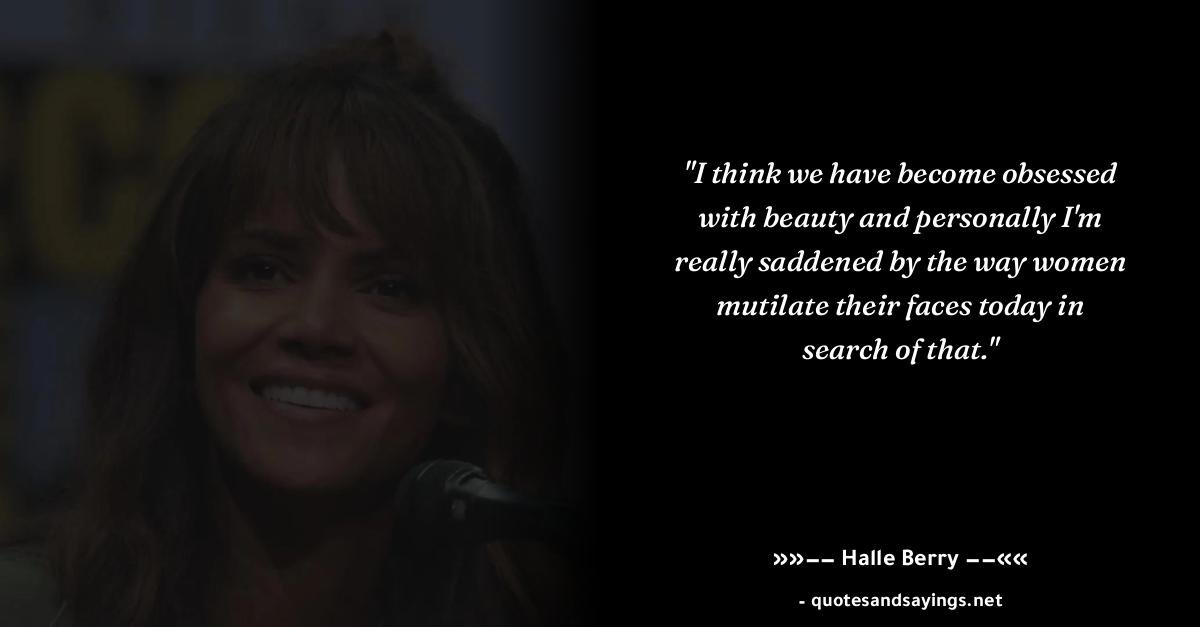 "I think we have become obsessed
with beauty and personally I'm
really saddened by the way women
mutilate their faces today in
search of that."
»»−− Halle Berry −−««
- quotesandsayings.net